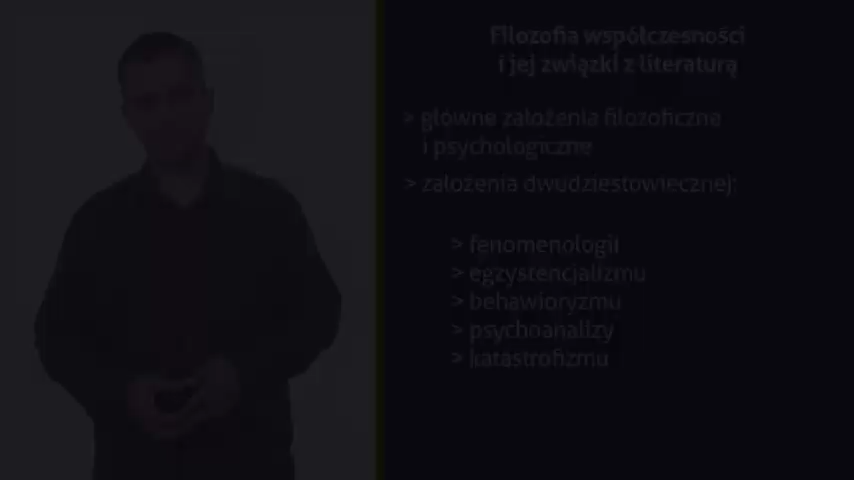 Filozofia współczesności
i jej związki z literaturą
> główne założenia filozoficzne
i psychologiczne
> założenia dwudziestowiecznej:
> fenomenologii
> egzystencjalizmu
> behawioryzmu
> psychoanalizy
> katastrofizmu